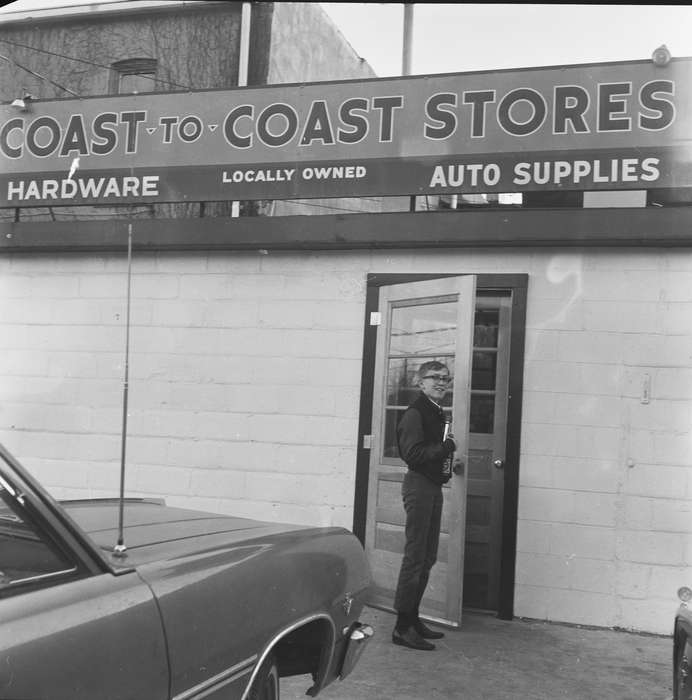 COAST-TO-COAST STORES
HARDWARE LOCALLY OWNED AUTO SUPPLIES